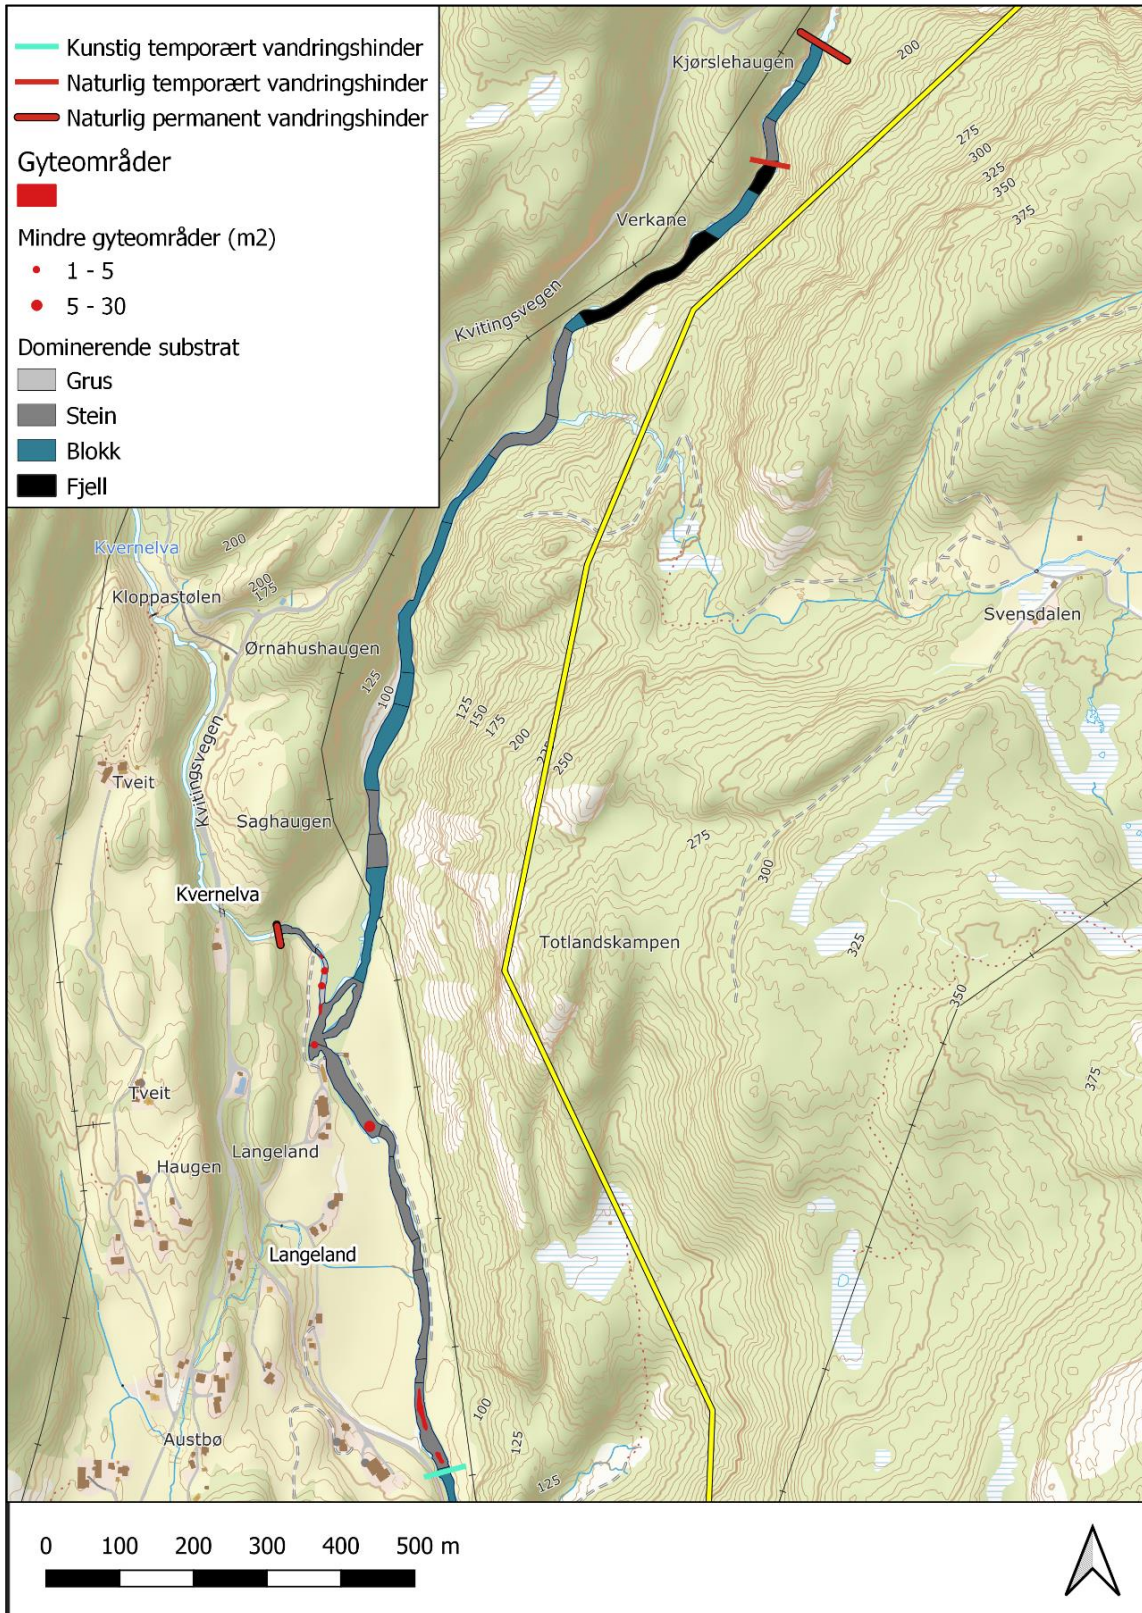 Kunstig temporært vandringshinder
Naturlig temporært vandringshinder
Naturlig permanent vandringshinder
Gyteområder
Mindre gyteområder (m2)
1 - 5
5 - 30
Dominerende substrat
Grus
Stein
Blokk
Fjell
Kjørslehaugen
200
275
300
325
350
375
Verkane
Kvitingsvegen
Kvernelva
200
200
175
Kloppastølen
Ørnahushaugen
Svensdalen
125
100
125
150
175
200
250
Kvitingsvegen
Tveit
Saghaugen
275
300
Kvernelva
Totlandskampen
325
350
375
Tveit
Langeland
Haugen
Langeland
100
125
125
Austbø
0 100 200 300 400 500 m